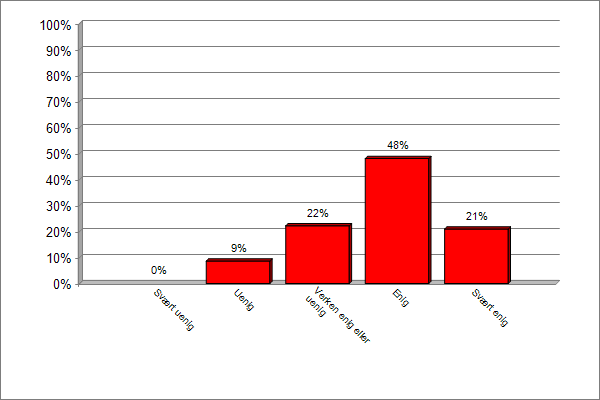 100%
90%
80%
70%
60%
50%
40%
30%
20%
10%
0%
0%
9%
22%
48%
21%
Svært uenig
Uenig
Verken enig eller
uenig
Enig
Svært enig